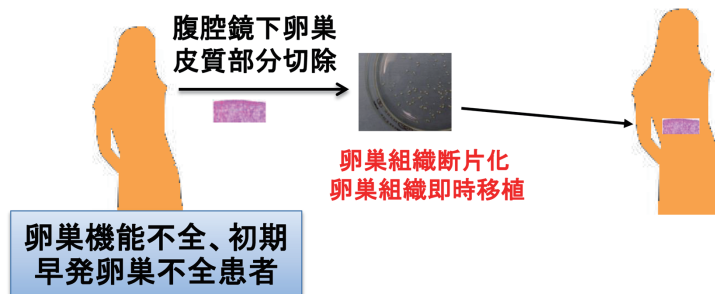 腹腔鏡下卵巣
皮質部分切除
卵巣組織断片化
卵巣組織即時移植
卵巣機能不全、初期
早発卵巣不全患者